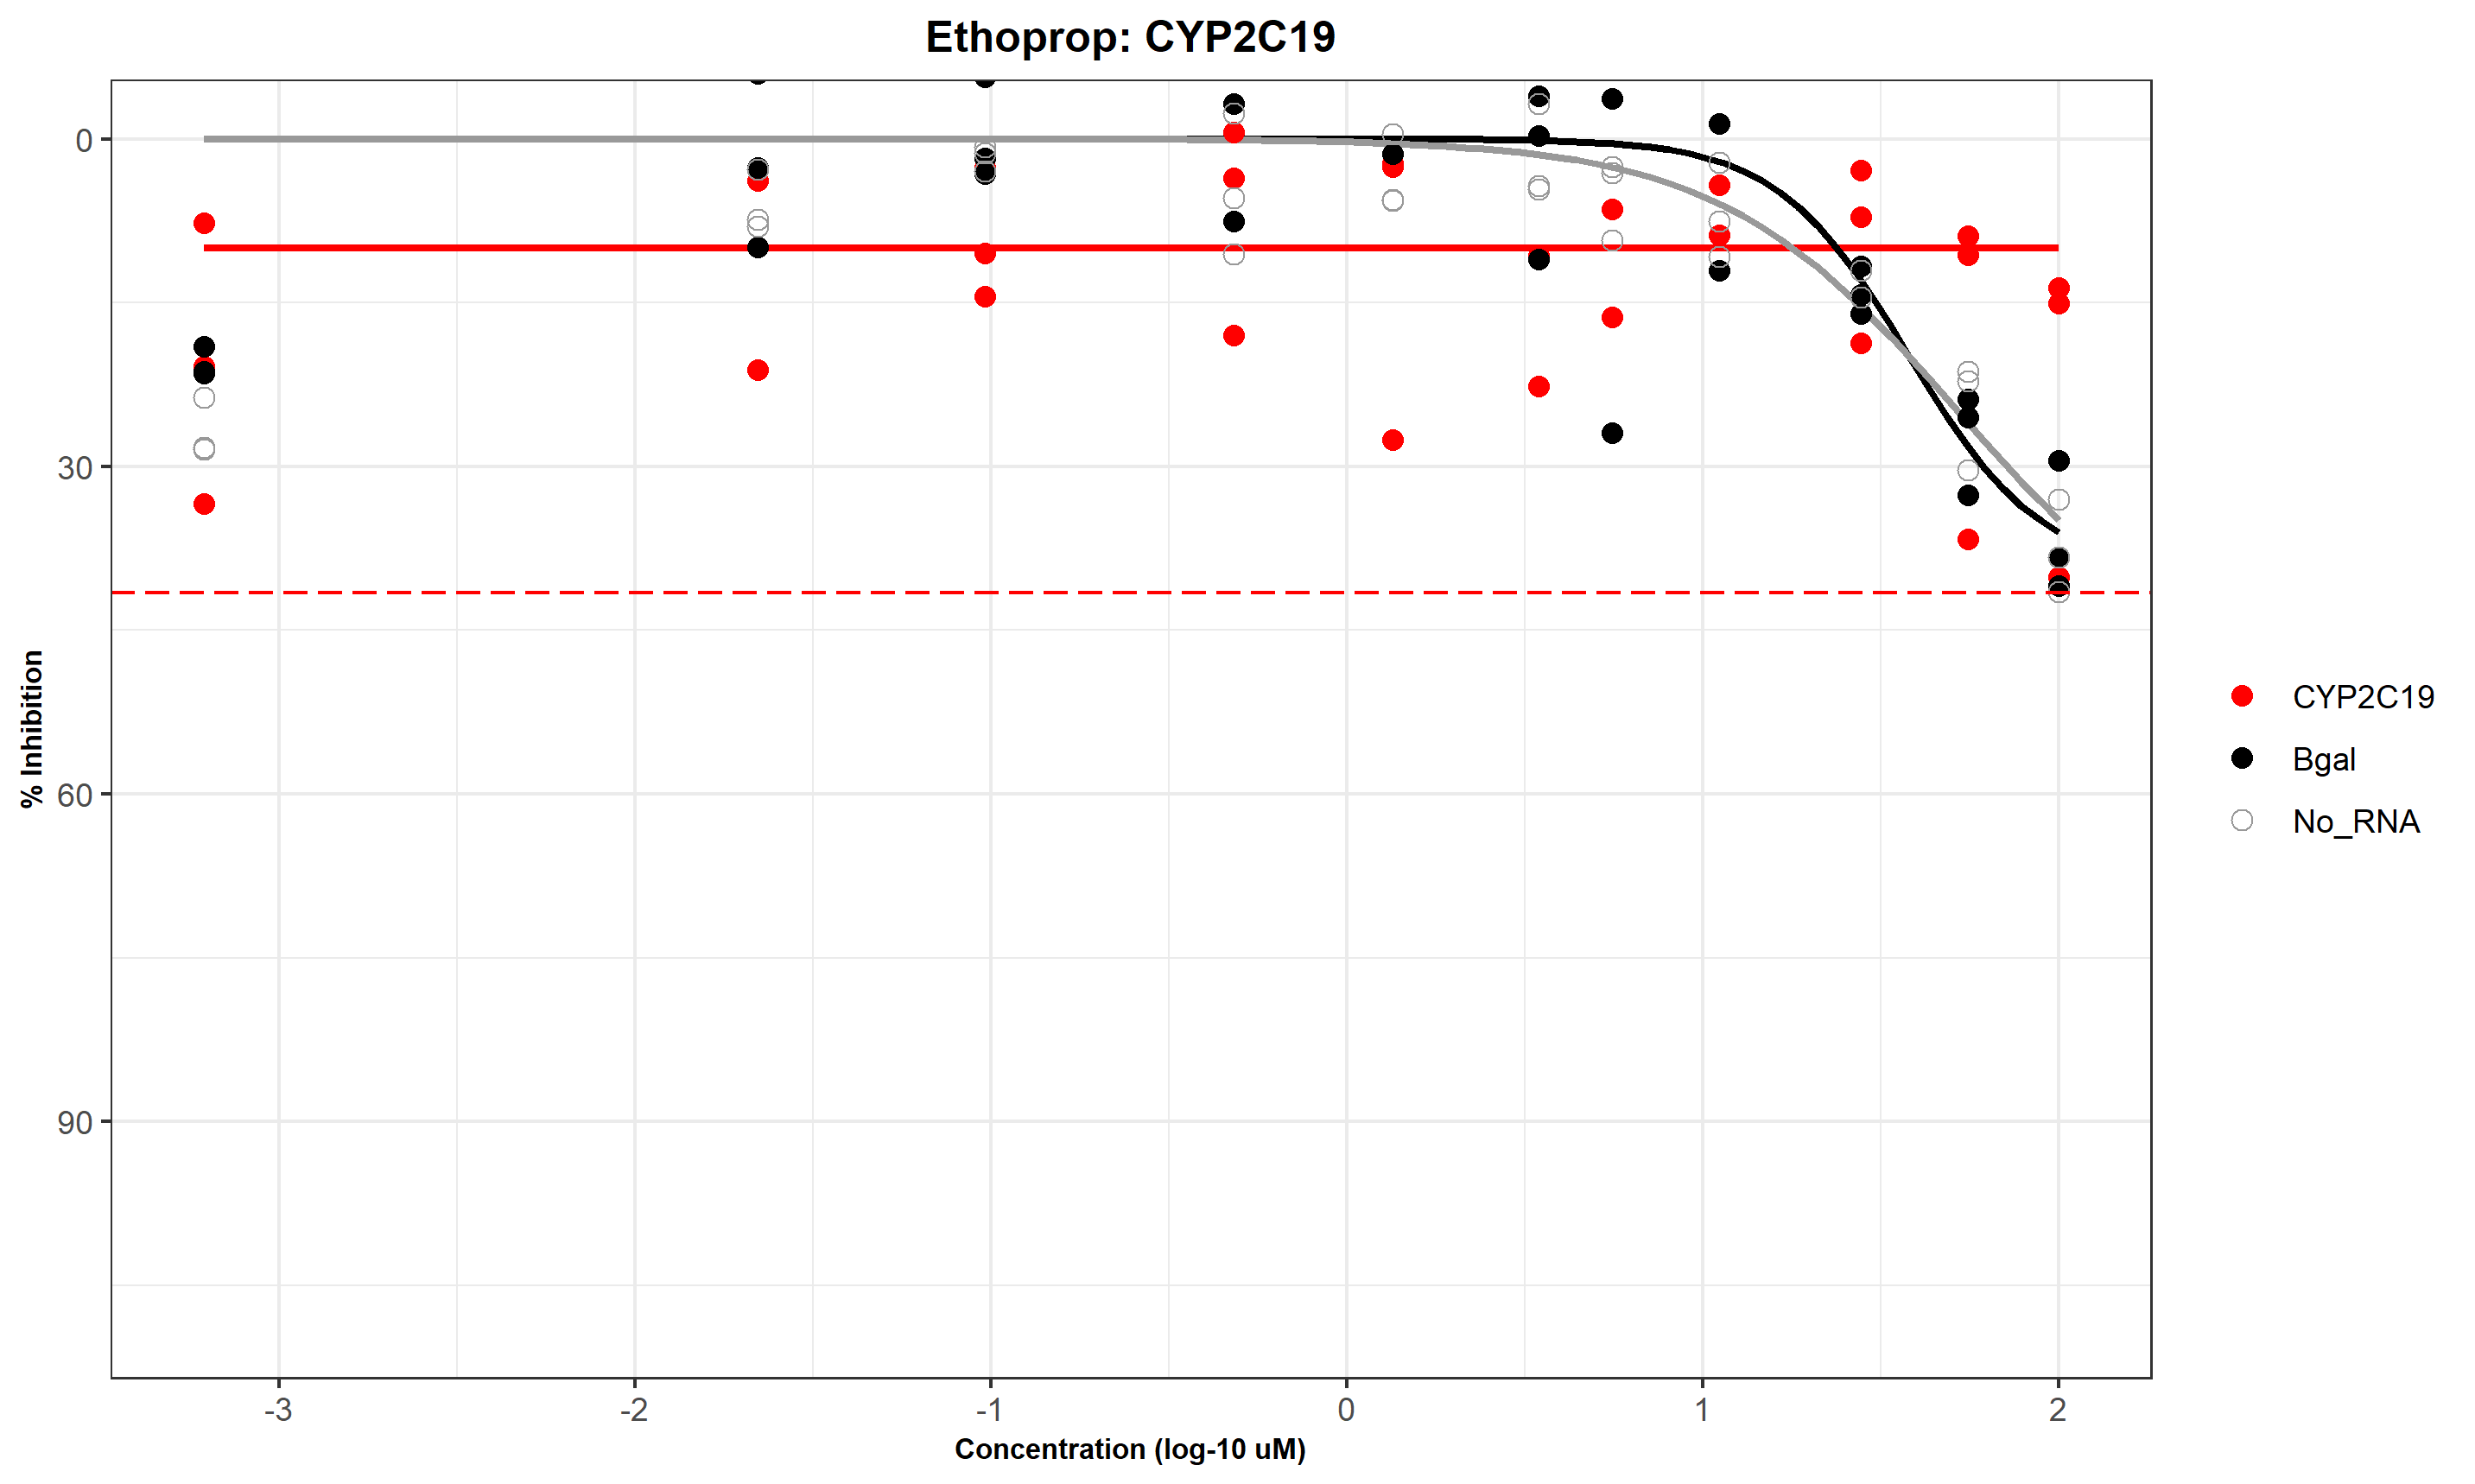 Ethoprop: CYP2C19
0
30
60
90
% Inhibition
-3
-2
-1
0
1
2
Concentration (log-10 uM)
CYP2C19
Bgal
No_RNA